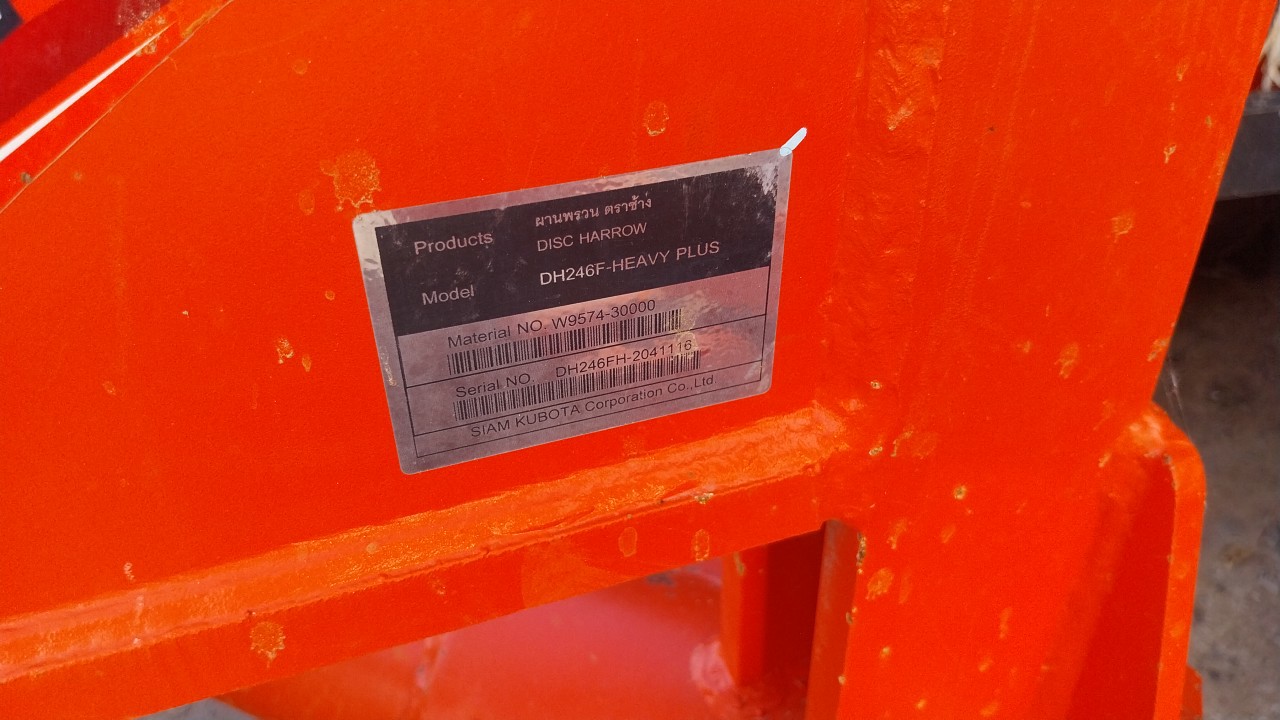 Products ผานพรวน ตราช้าง
DISC HARROW
Model DH246F-HEAVY PLUS
Material NO. W9574-30000
Serial NO. DH246FH-2041116
SIAM KUBOTA Corporation Co.,Ltd